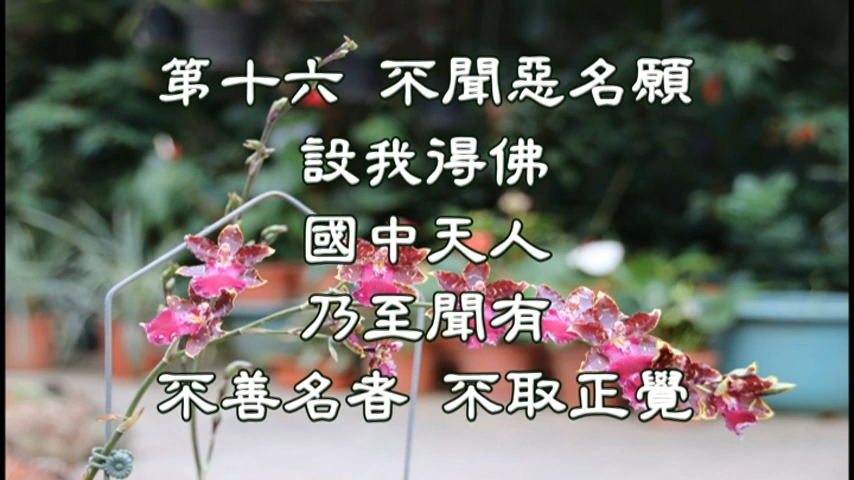 第十六 不聞惡名願
設我得佛
國中天人
乃至聞有
不善名者 不取正覺